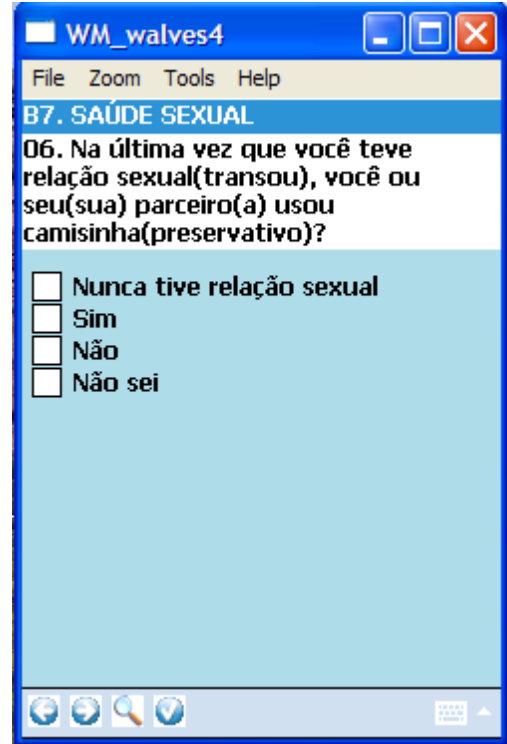 WM_walves4
File Zoom Tools Help
B7. SAÚDE SEXUAL
06. Na última vez que você teve
relação sexual(transou), você ou
seu(sua) parceiro(a) usou
camisinha(preservativo)?
Nunca tive relação sexual
Sim
Não
Não sei